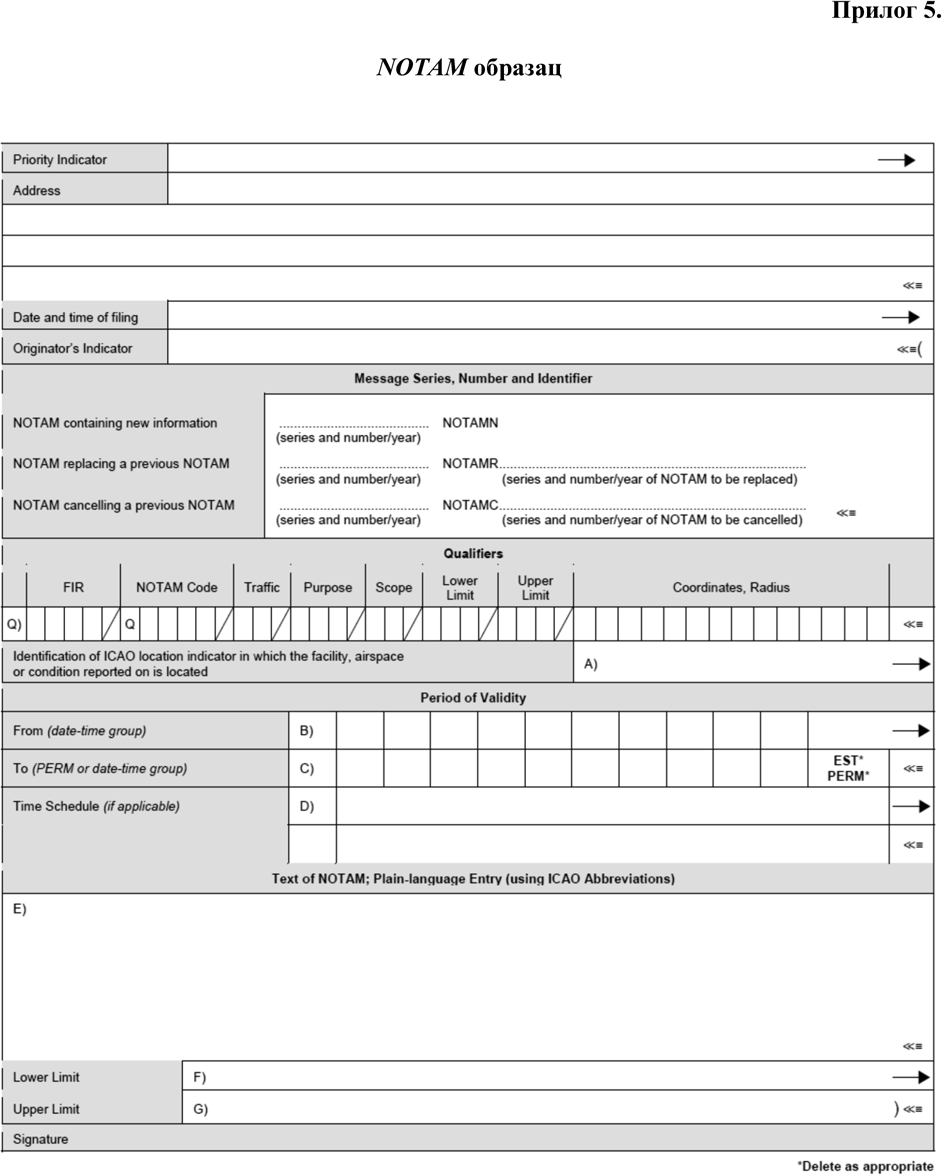 Прилог 5.
NOTAM образац
Priority Indicator
Address
≪≡
Date and time of filing
Originator's Indicator ≪≡(
Message Series, Number and Identifier
NOTAM containing new information ........................................ NOTAMN
(series and number/year)
NOTAM replacing a previous NOTAM ........................................ NOTAMR..................................................................................
(series and number/year) (series and number/year of NOTAM to be replaced)
NOTAM cancelling a previous NOTAM ........................................ NOTAMC..................................................................................
(series and number/year) (series and number/year of NOTAM to be cancelled) ≪≡
Qualifiers
FIR NOTAM Code Traffic Purpose Scope Lower Limit Upper Limit Coordinates, Radius
Q) / Q / / / / / / ≪≡
Identification of ICAO location indicator in which the facility, airspace
or condition reported on is located A) 
Period of Validity
From (date-time group) B)
To (PERM or date-time group) C) EST* PERM* ≪≡
Time Schedule (if applicable) D)
≪≡
Text of NOTAM; Plain-language Entry (using ICAO Abbreviations)
E)
≪≡
Lower Limit F)
Upper Limit G) ) ≪≡
Signature
*Delete as appropriate